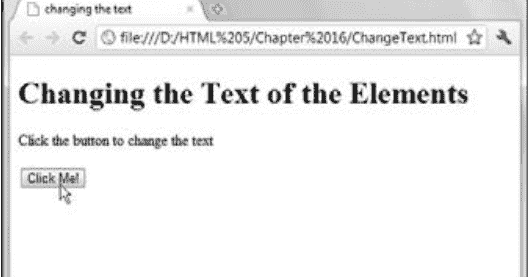 changing the text
file:///D:/HTML%205/Chapter%2016/ChangeText.html
Changing the Text of the Elements
Click the button to change the text
Click Me!